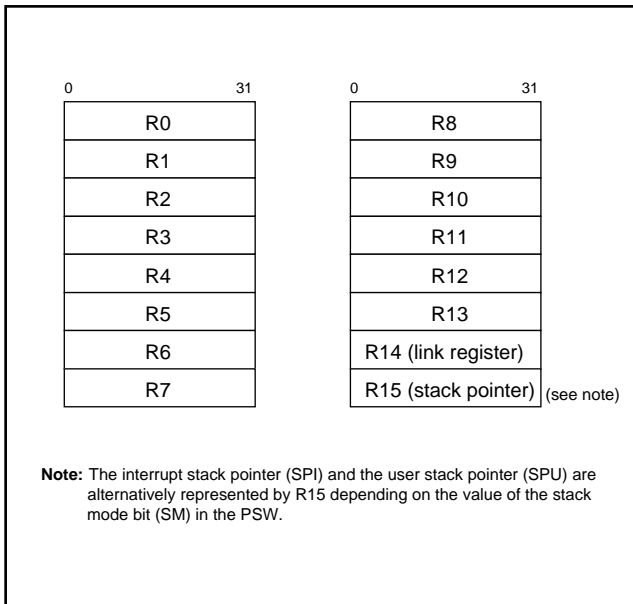 0 31
R0
R1
R2
R3
R4
R5
R6
R7
0 31
R8
R9
R10
R11
R12
R13
R14 (link register)
R15 (stack pointer) (see note)
Note: The interrupt stack pointer (SPI) and the user stack pointer (SPU) are
alternatively represented by R15 depending on the value of the stack
mode bit (SM) in the PSW.